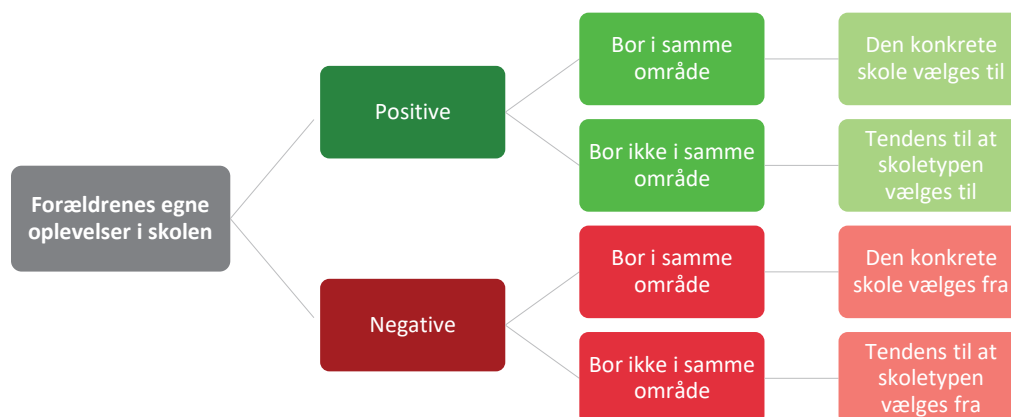 Forældrenes egne
oplevelser i skolen
Positive
Bor i samme
område
Den konkrete
skole vælges til
Bor ikke i samme
område
Tendens til at
skoletypen
vælges til
Negative
Bor i samme
område
Den konkrete
skole vælges fra
Bor ikke i samme
område
Tendens til at
skoletypen
vælges fra